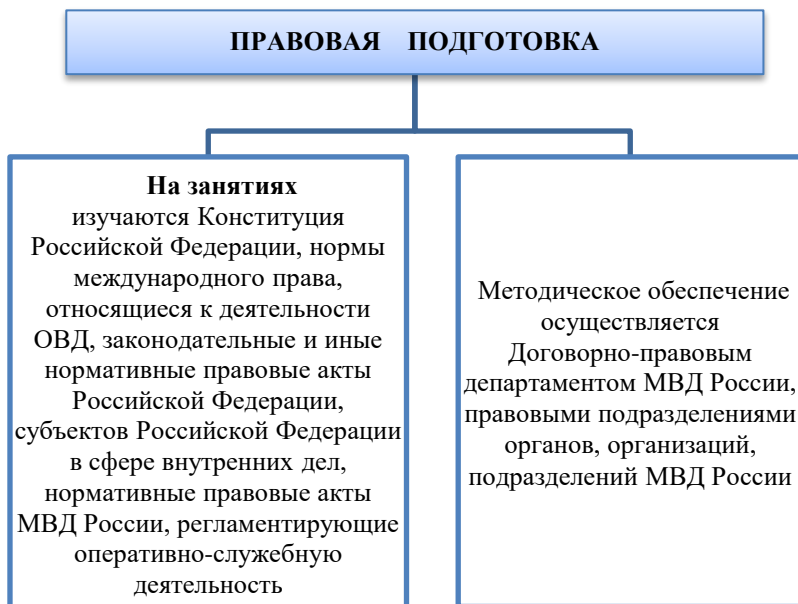 ПРАВОВАЯ ПОДГОТОВКА
На занятиях
изучаются Конституция
Российской Федерации, нормы
международного права,
относящиеся к деятельности
ОВД, законодательные и иные
нормативные правовые акты
Российской Федерации,
субъектов Российской Федерации
в сфере внутренних дел,
нормативные правовые акты
МВД России, регламентирующие
оперативно-служебную
деятельность
Методическое обеспечение
осуществляется
Договорно-правовым
департаментом МВД России,
правовыми подразделениями
органов, организаций,
подразделений МВД России